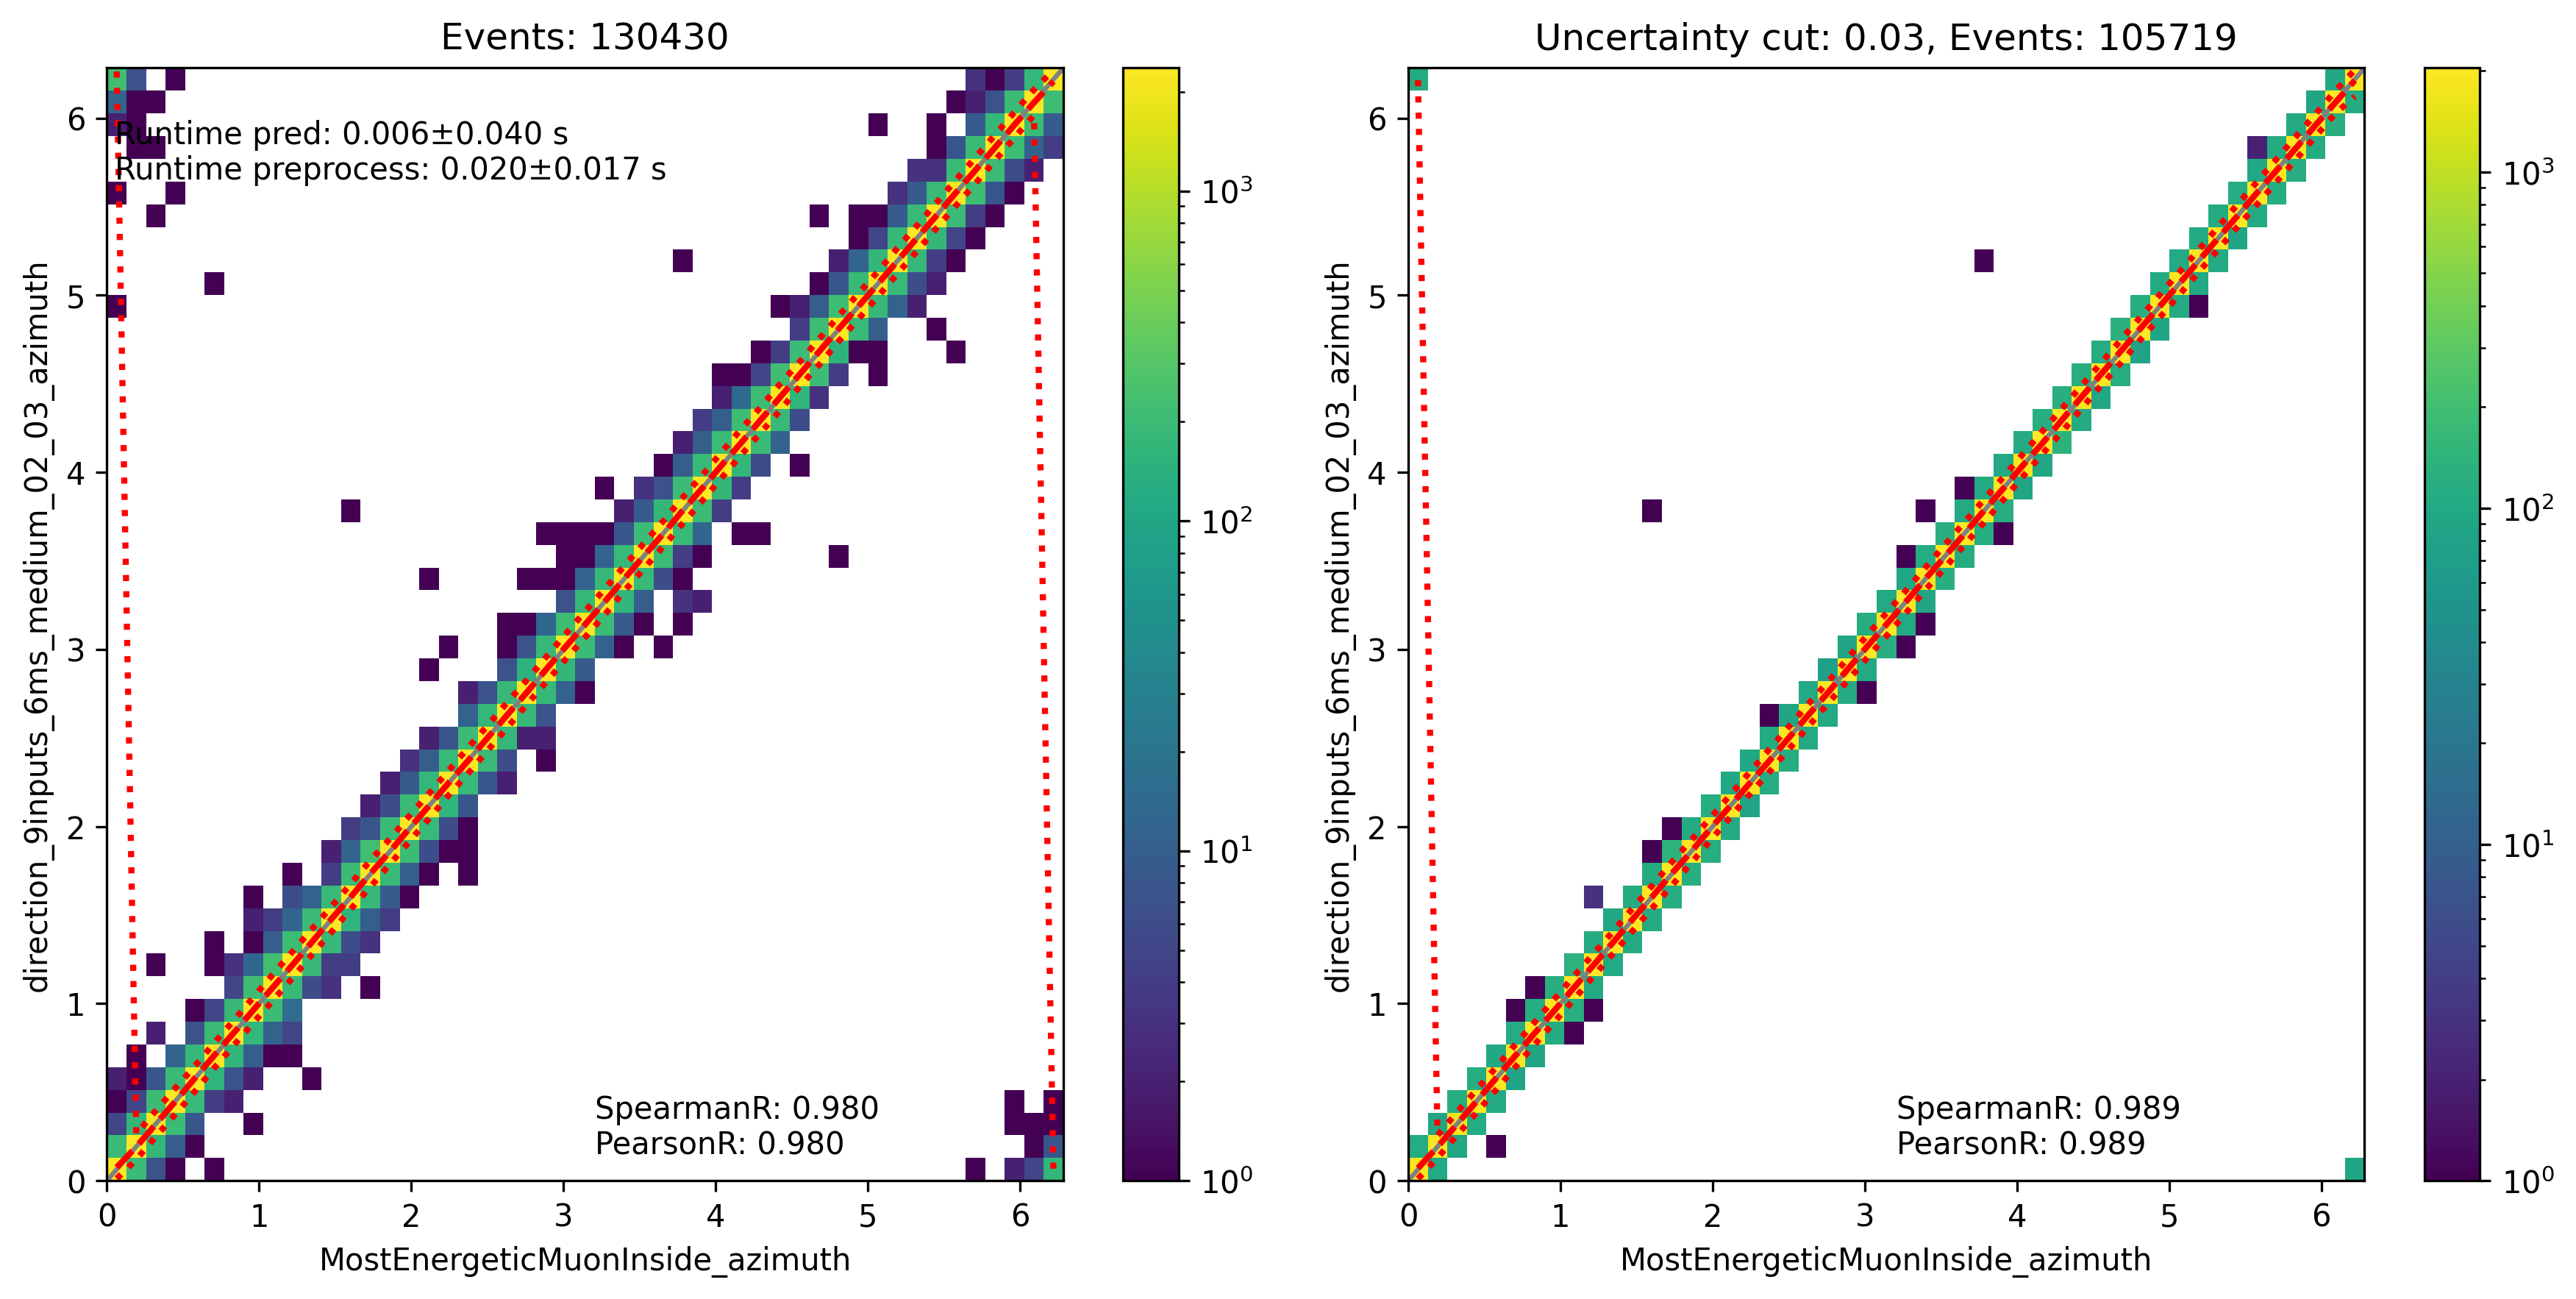 Events: 130430
Runtime pred: 0.006±0.040 s
Runtime preprocess: 0.020±0.017 s
SpearmanR: 0.980
PearsonR: 0.980
direction_9inputs_6ms_medium_02_03_azimuth
6
5
4
3
2
1
0
0 1 2 3 4 5 6
MostEnergeticMuonInside_azimuth
10³
10²
10¹
10⁰
Uncertainty cut: 0.03, Events: 105719
SpearmanR: 0.989
PearsonR: 0.989
direction_9inputs_6ms_medium_02_03_azimuth
6
5
4
3
2
1
0
0 1 2 3 4 5 6
MostEnergeticMuonInside_azimuth
10³
10²
10¹
10⁰